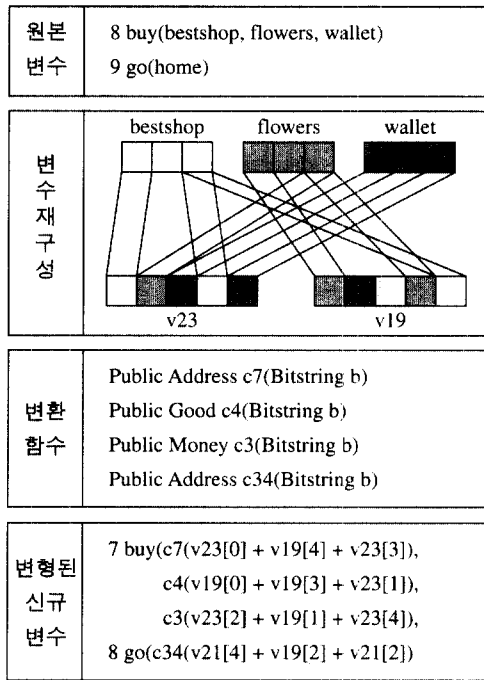 원본
변수
8 buy(bestshop, flowers, wallet)
9 go(home)
변
수
재
구
성
bestshop flowers wallet
v23 v19
변환
함수
Public Address c7(Bitstring b)
Public Good c4(Bitstring b)
Public Money c3(Bitstring b)
Public Address c34(Bitstring b)
변형된
신규
변수
7 buy(c7(v23[0] + v19[4] + v23[3]),
c4(v19[0] + v19[3] + v23[1]),
c3(v23[2] + v19[1] + v23[4]),
8 go(c34(v21[4] + v19[2] + v21[2])